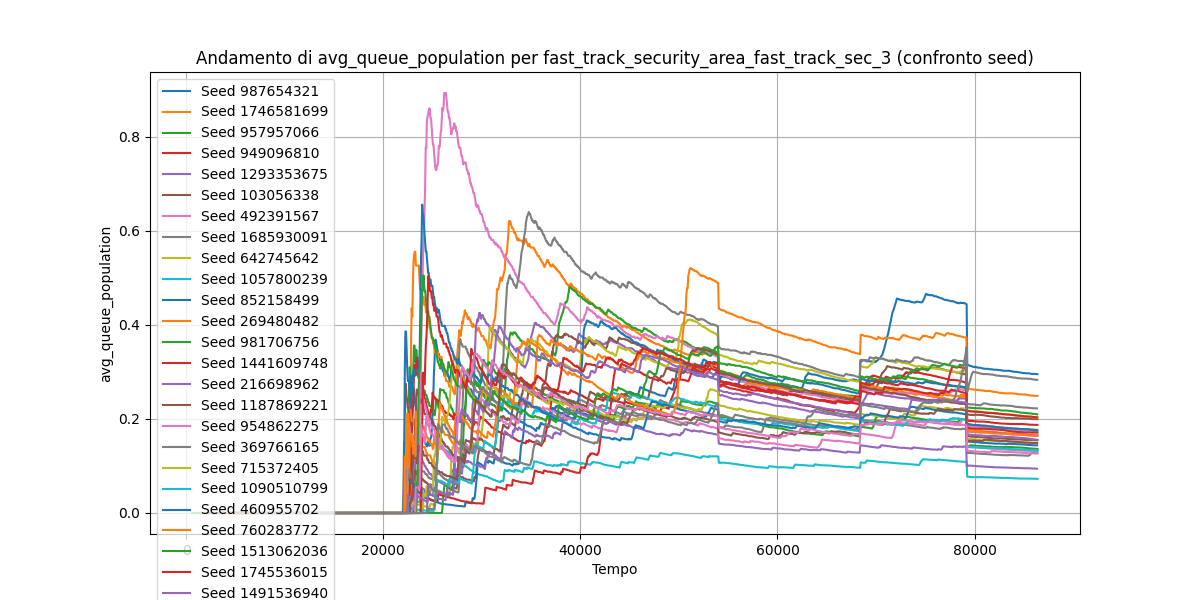 Andamento di avg_queue_population per fast_track_security_area_fast_track_sec_3 (confronto seed)
Seed 987654321
Seed 1746581699
Seed 957957066
Seed 949096810
Seed 1293353675
Seed 103056338
Seed 492391567
Seed 1685930091
Seed 642745642
Seed 1057800239
Seed 852158499
Seed 269480482
Seed 981706756
Seed 1441609748
Seed 216698962
Seed 1187869221
Seed 954862275
Seed 369766165
Seed 715372405
Seed 1090510799
Seed 460955702
Seed 760283772
Seed 1513062036
Seed 1745536015
Seed 1491536940
avg_queue_population
0.8
0.6
0.4
0.2
0.0
0
20000
40000
60000
80000
Tempo